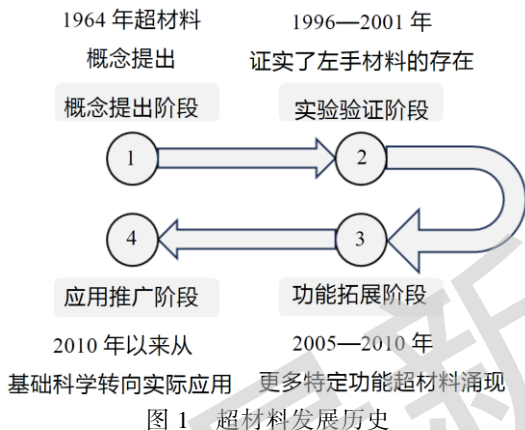 1964 年超材料
概念提出
概念提出阶段
1996—2001 年
证实了左手材料的存在
实验验证阶段
1
2
4
3
应用推广阶段
2010 年以来从
基础科学转向实际应用
功能拓展阶段
2005—2010 年
更多特定功能超材料涌现
图 1 超材料发展历史